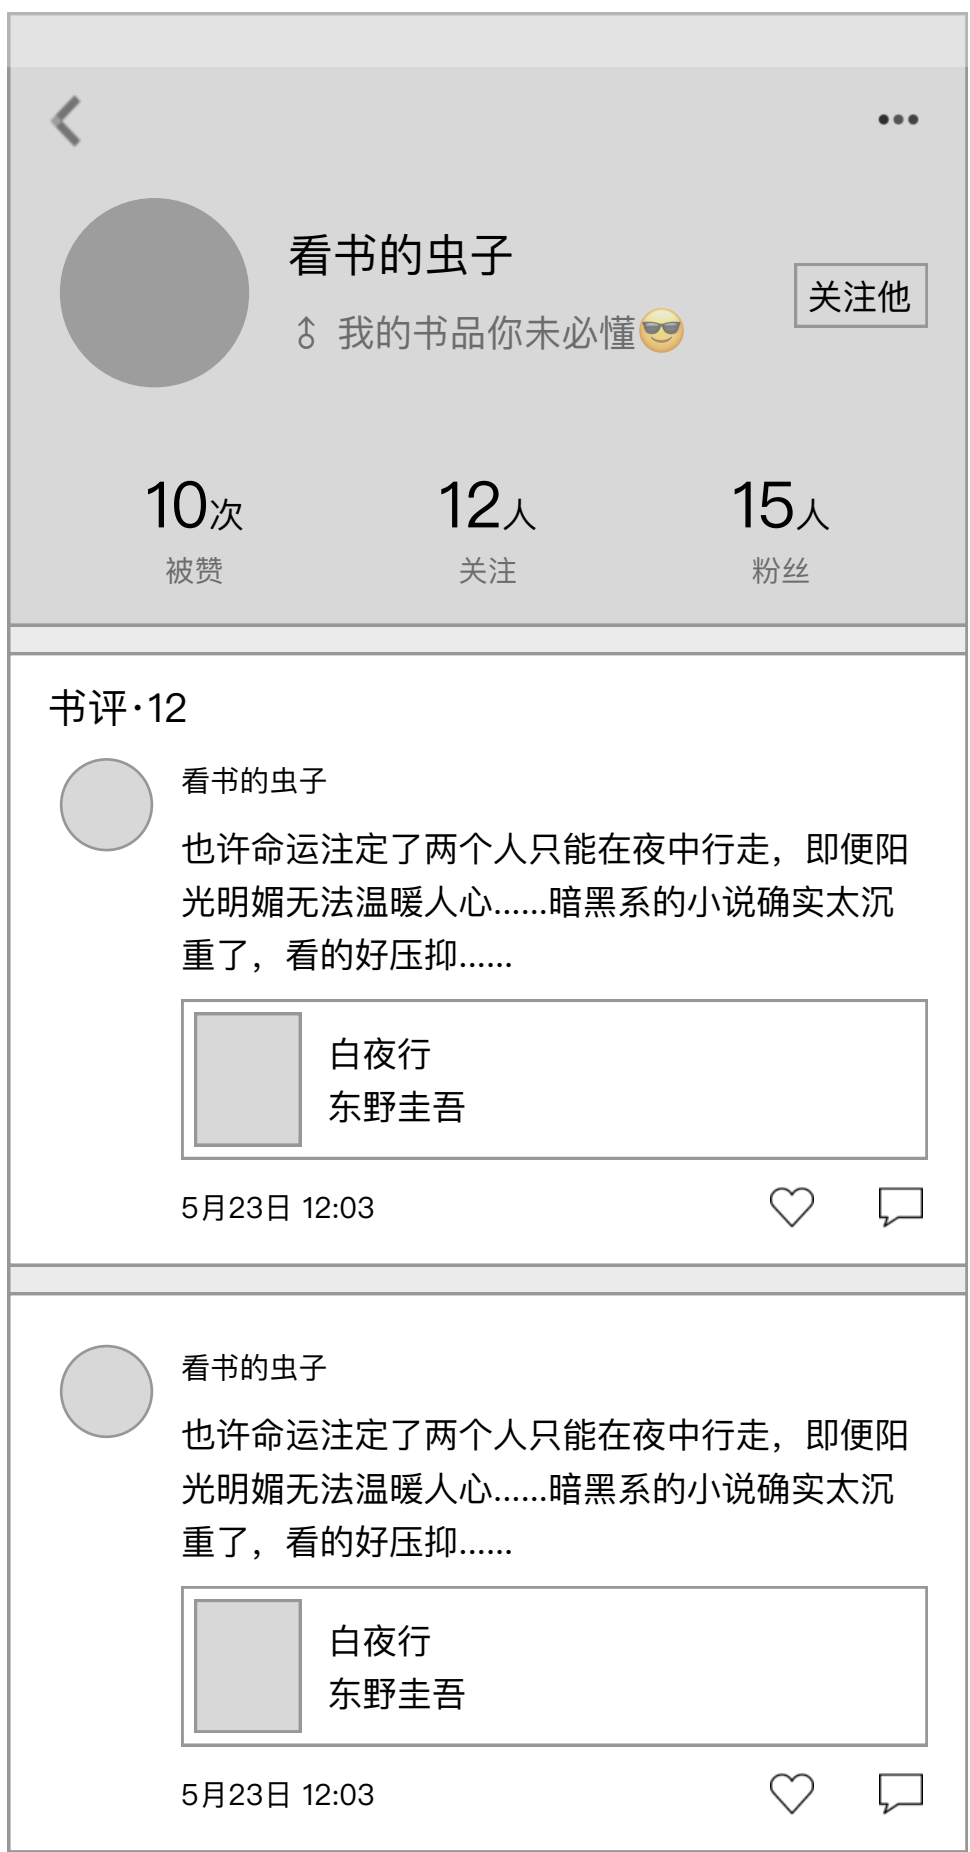 看书的虫子
关注他
⚦ 我的书品你未必懂😎
10次
12人
15人
被赞
关注
粉丝
书评·12
看书的虫子
也许命运注定了两个人只能在夜中行走，即便阳
光明媚无法温暖人心......暗黑系的小说确实太沉
重了，看的好压抑......
白夜行
东野圭吾
5月23日 12:03
看书的虫子
也许命运注定了两个人只能在夜中行走，即便阳
光明媚无法温暖人心......暗黑系的小说确实太沉
重了，看的好压抑......
白夜行
东野圭吾
5月23日 12:03